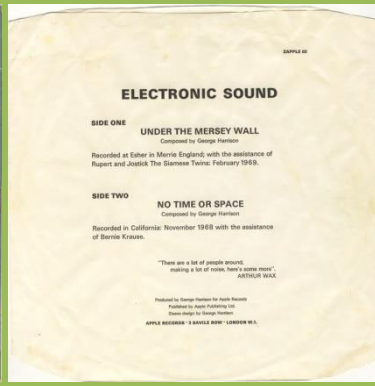 ZAPPLE 02
ELECTRONIC SOUND
SIDE ONE
UNDER THE MERSEY WALL
Composed by George Harrison
Recorded at Esher in Merrie England; with the assistance of
Rupert and Jostick The Siamese Twins: February 1969.
SIDE TWO
NO TIME OR SPACE
Composed by George Harrison
Recorded in California: November 1968 with the assistance
of Bernie Krause.
"There are a lot of people around,
making a lot of noise, here's some more".
ARTHUR WAX
Produced by George Harrison for Apple Records
Published by Apple Publishing Ltd.
Sleeve design by George Harrison
APPLE RECORDS · 3 SAVILE ROW · LONDON W.1.